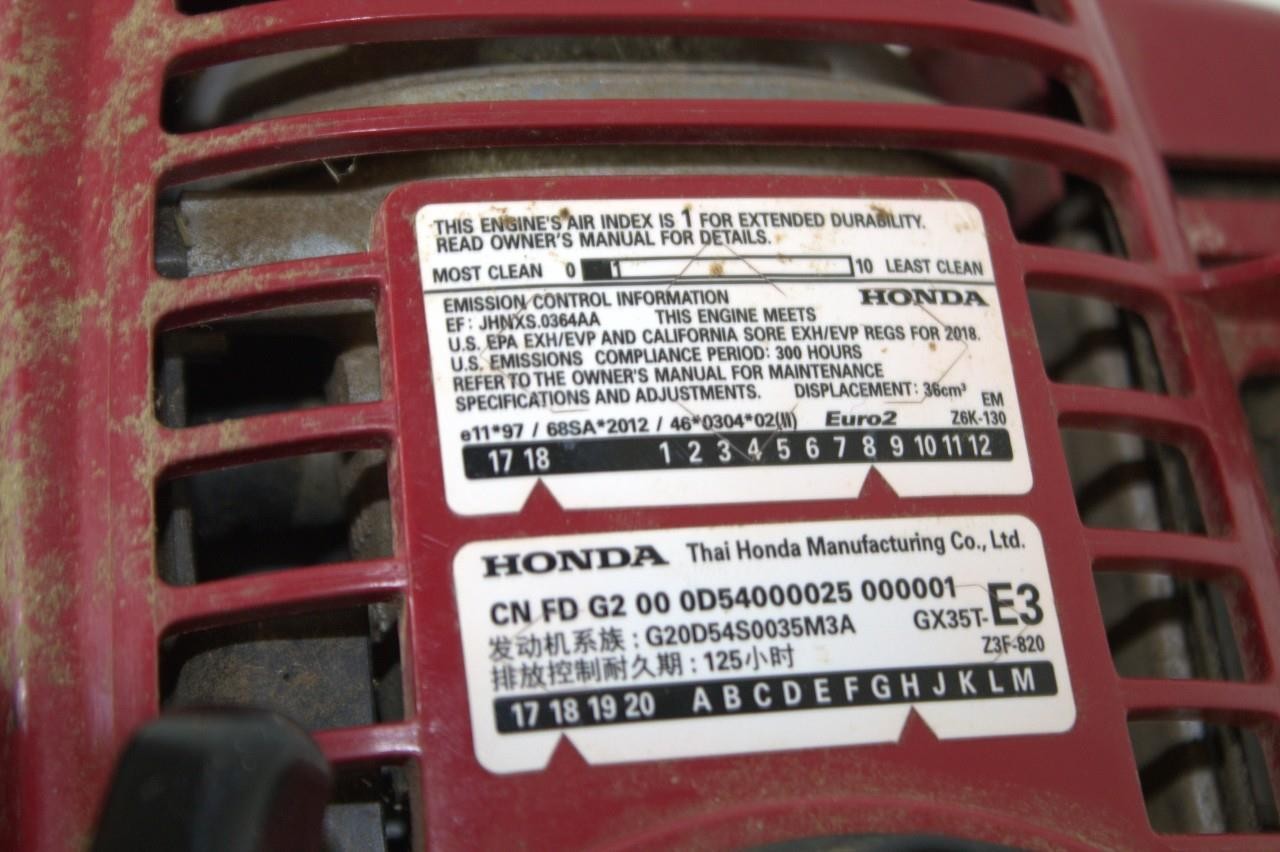 THIS ENGINE'S AIR INDEX IS 1 FOR EXTENDED DURABILITY.
READ OWNER'S MANUAL FOR DETAILS.
MOST CLEAN 0 1 10 LEAST CLEAN
EMISSION CONTROL INFORMATION HONDA
EF: JHNXS.0364AA THIS ENGINE MEETS
U.S. EPA EXH/EVP AND CALIFORNIA SORE EXH/EVP REGS FOR 2018.
U.S. EMISSIONS COMPLIANCE PERIOD: 300 HOURS
REFER TO THE OWNER'S MANUAL FOR MAINTENANCE
SPECIFICATIONS AND ADJUSTMENTS. DISPLACEMENT: 36cm³
EM
e11*97 / 68SA*2012 / 46*0304*02(II) Euro2 Z6K-130
17 18 1 2 3 4 5 6 7 8 9 10 11 12
HONDA Thai Honda Manufacturing Co., Ltd.
CN FD G2 00 0D54000025 000001
发动机系族 : G20D54S0035M3A GX35T-E3
排放控制耐久期 : 125小时 Z3F-820
17 18 19 20 A B C D E F G H J K L M